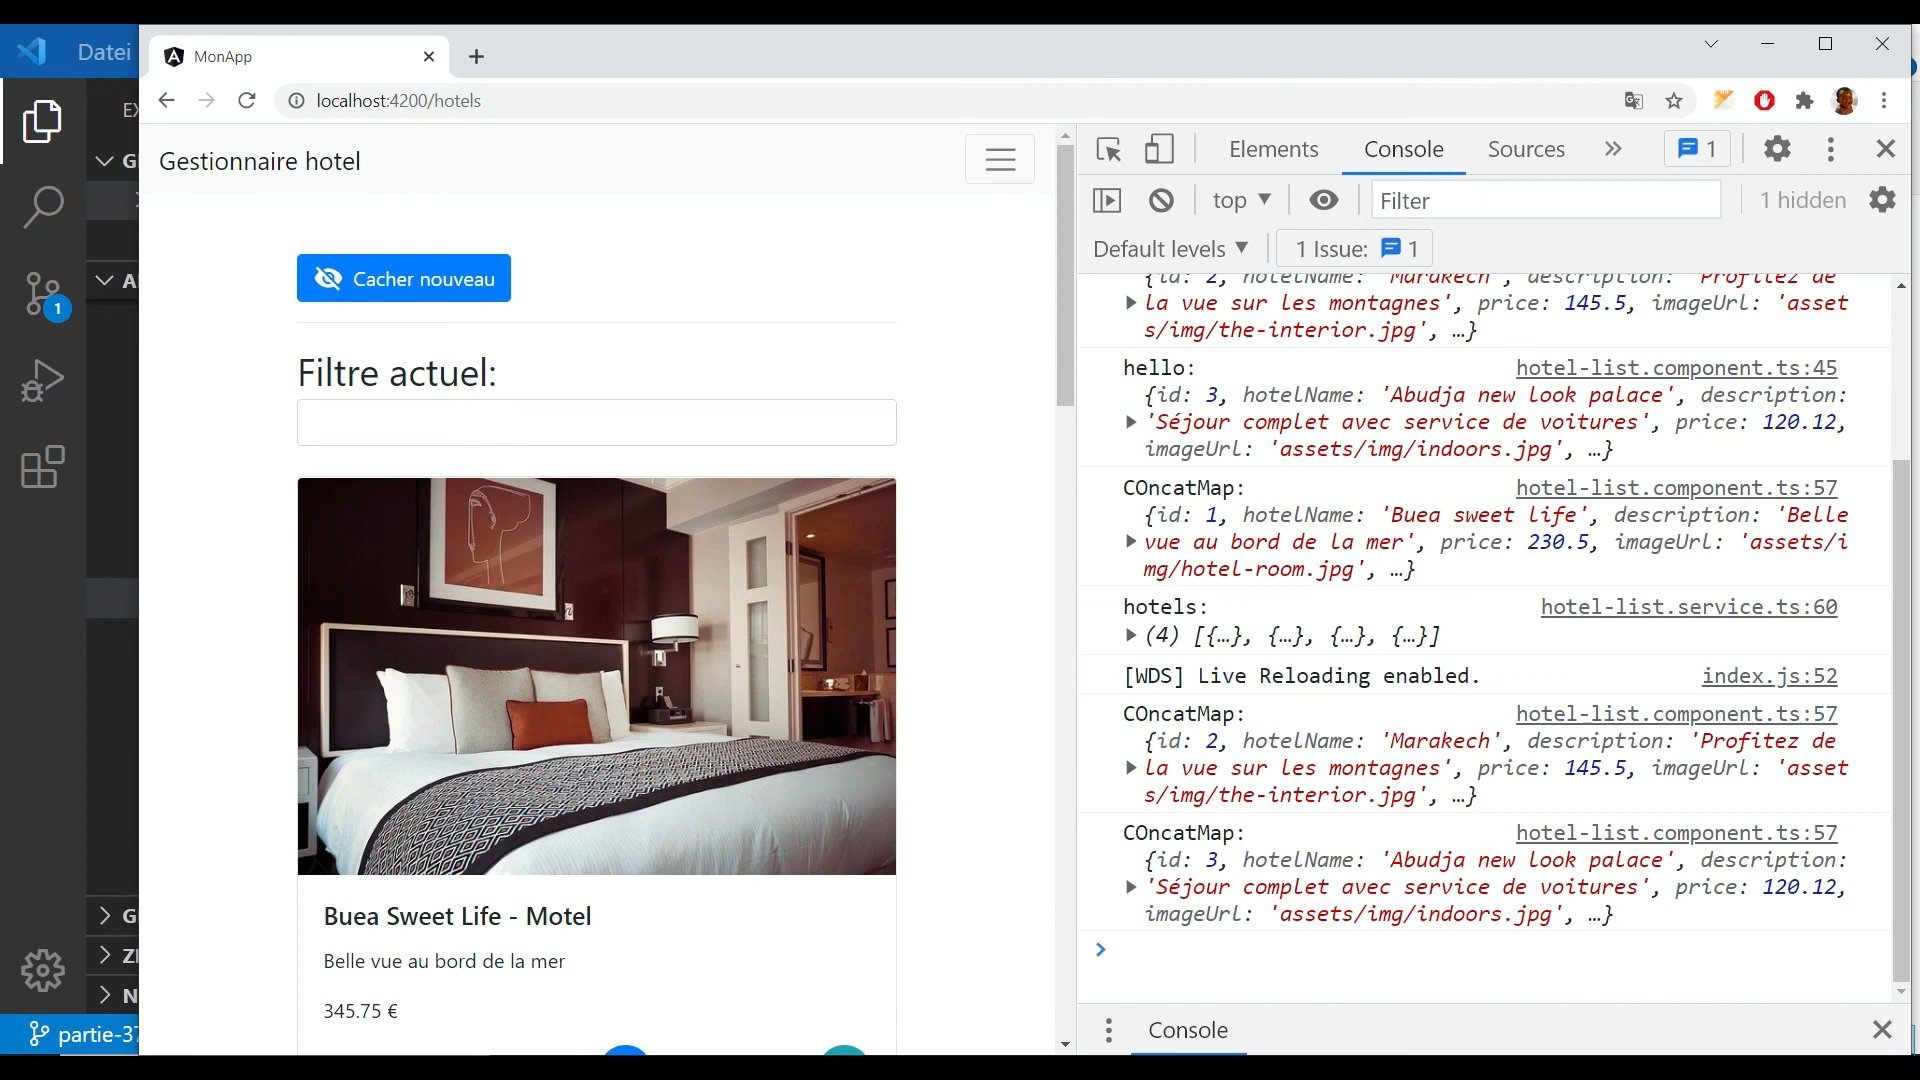 Datei
MonApp
localhost:4200/hotels
EX
G
A
1
G
ZI
N
partie-37
Gestionnaire hotel
Cacher nouveau
Filtre actuel:
Buea Sweet Life - Motel
Belle vue au bord de la mer
345.75 €
Elements Console Sources » 1
top ▼ Filter 1 hidden
Default levels ▼ 1 Issue: 1
{id: 2, hotelName: 'Marakech', description: 'Profitez de
la vue sur les montagnes', price: 145.5, imageUrl: 'asset
s/img/the-interior.jpg', …}
hello: hotel-list.component.ts:45
{id: 3, hotelName: 'Abudja new look palace', description:
'Séjour complet avec service de voitures', price: 120.12,
imageUrl: 'assets/img/indoors.jpg', …}
COncatMap: hotel-list.component.ts:57
{id: 1, hotelName: 'Buea sweet life', description: 'Belle
vue au bord de la mer', price: 230.5, imageUrl: 'assets/i
mg/hotel-room.jpg', …}
hotels: hotel-list.service.ts:60
(4) [{…}, {…}, {…}, {…}]
[WDS] Live Reloading enabled. index.js:52
COncatMap: hotel-list.component.ts:57
{id: 2, hotelName: 'Marakech', description: 'Profitez de
la vue sur les montagnes', price: 145.5, imageUrl: 'asset
s/img/the-interior.jpg', …}
COncatMap: hotel-list.component.ts:57
{id: 3, hotelName: 'Abudja new look palace', description:
'Séjour complet avec service de voitures', price: 120.12,
imageUrl: 'assets/img/indoors.jpg', …}
Console